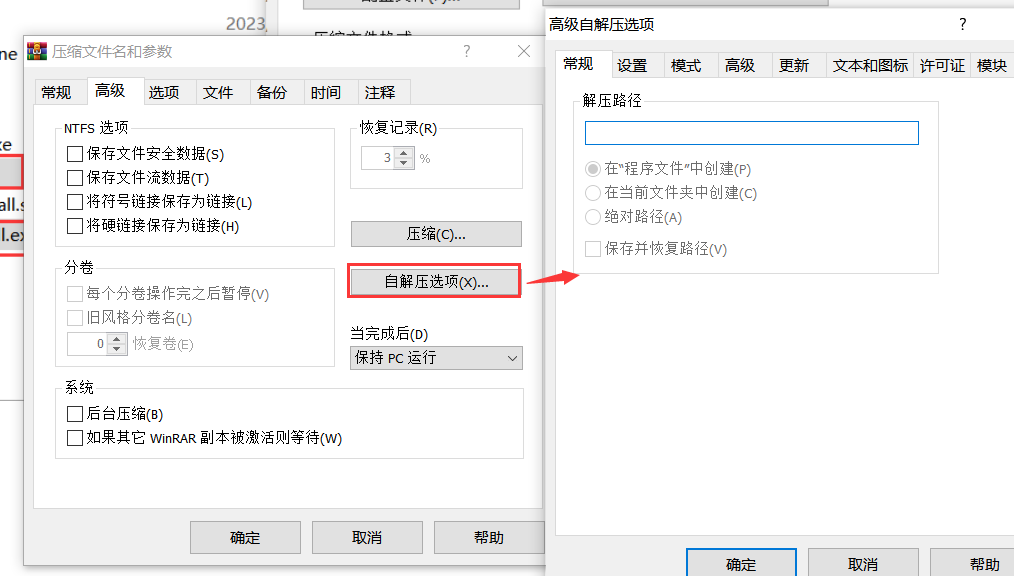 2023
压缩文件名和参数
?
常规
高级
选项
文件
备份
时间
注释
NTFS 选项
保存文件安全数据(S)
保存文件流数据(T)
将符号链接保存为链接(L)
将硬链接保存为链接(H)
恢复记录(R)
3 %
压缩(C)...
分卷
每个分卷操作完之后暂停(V)
旧风格分卷名(L)
0 恢复卷(E)
自解压选项(X)...
当完成后(D)
保持 PC 运行
系统
后台压缩(B)
如果其它 WinRAR 副本被激活则等待(W)
确定
取消
帮助
高级自解压选项
?
常规
设置
模式
高级
更新
文本和图标
许可证
模块
解压路径
在“程序文件”中创建(P)
在当前文件夹中创建(C)
绝对路径(A)
保存并恢复路径(V)
确定
取消
帮助